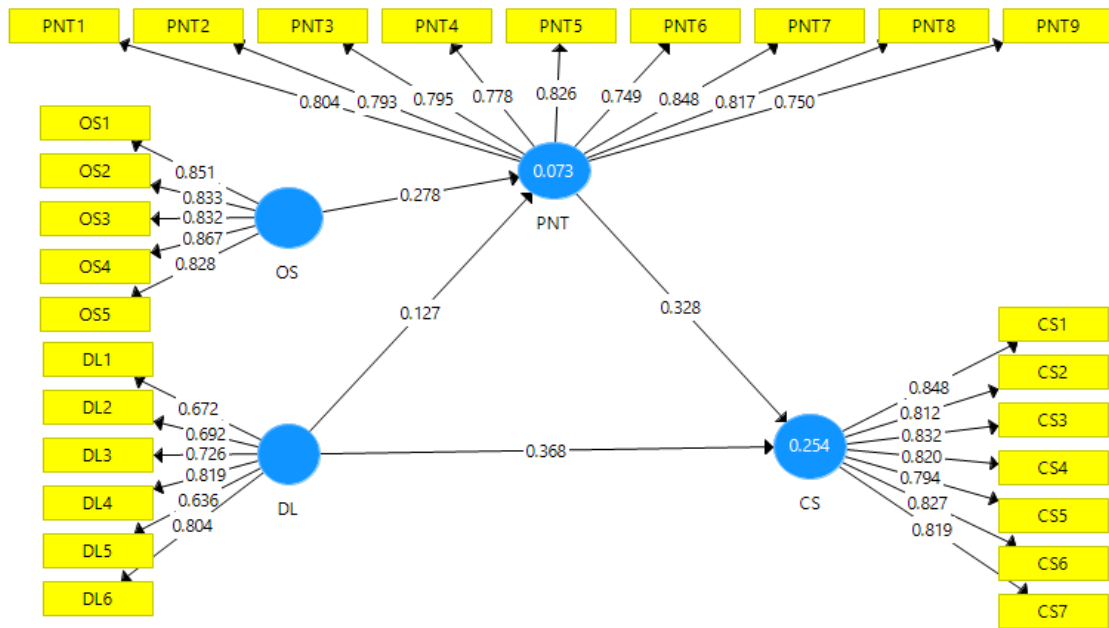 PNT1 PNT2 PNT3 PNT4 PNT5 PNT6 PNT7 PNT8 PNT9
0.804 0.793 0.795 0.778 0.826 0.749 0.848 0.817 0.750
OS1
OS2
OS3
OS4
OS5
0.851
0.833
0.832
0.867
0.828
OS
0.278
0.073
PNT
0.127
0.328
DL1
DL2
DL3
DL4
DL5
DL6
0.672
0.692
0.726
0.819
0.636
0.804
DL
0.368
0.254
CS
0.848
0.812
0.832
0.820
0.794
0.827
0.819
CS1
CS2
CS3
CS4
CS5
CS6
CS7